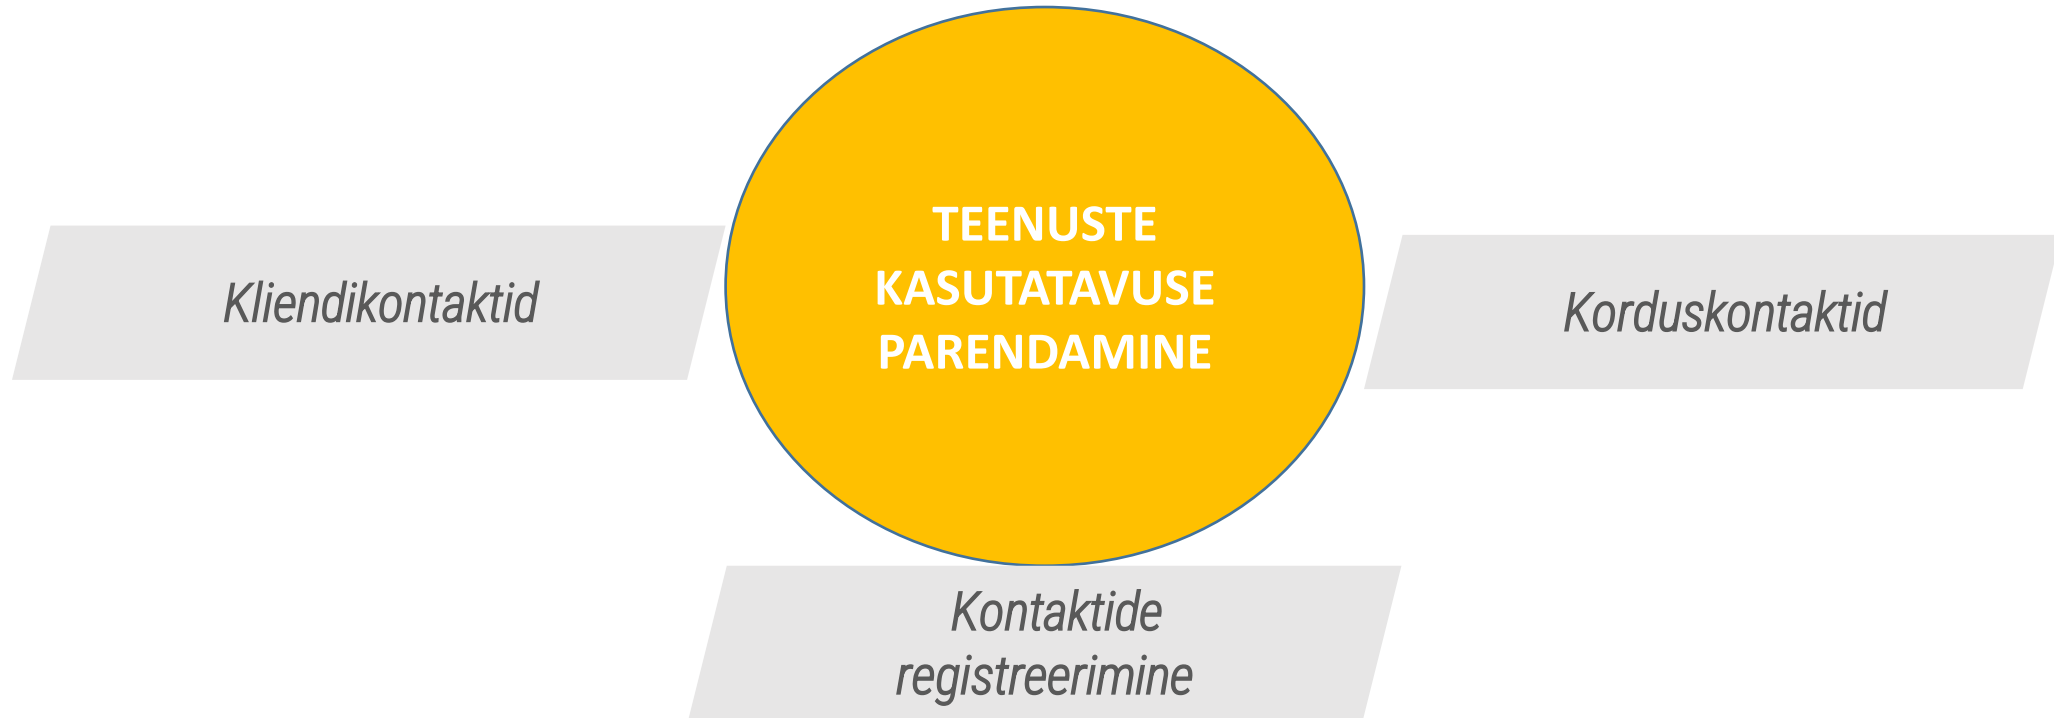 TEENUSTE
KASUTATAVUSE
PARENDAMINE
Kliendikontaktid
Korduskontaktid
Kontaktide
registreerimine